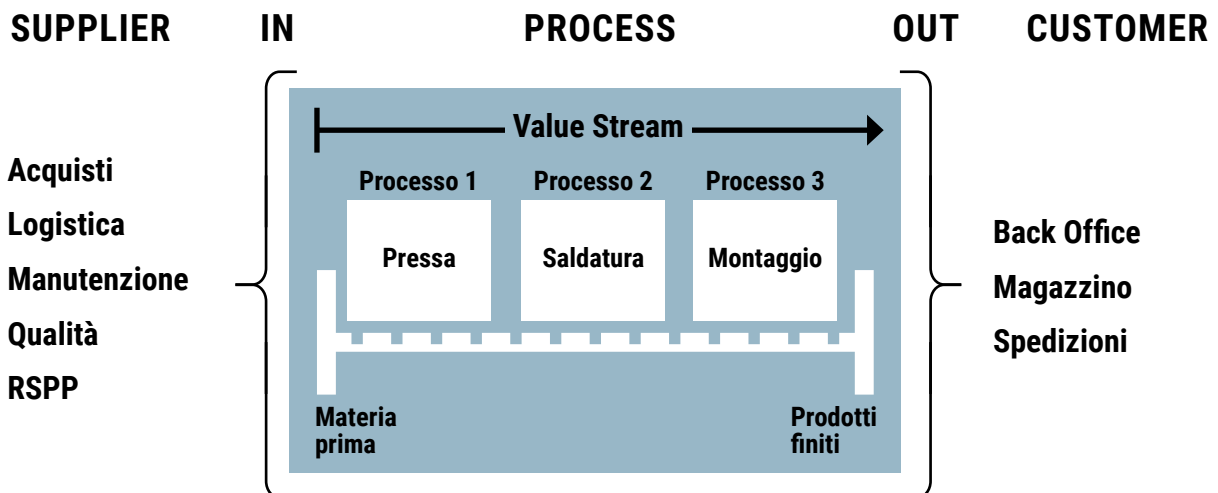 SUPPLIER IN PROCESS OUT CUSTOMER
Value Stream
Acquisti
Logistica
Manutenzione
Qualità
RSPP
Processo 1 Processo 2 Processo 3
Pressa Saldatura Montaggio
Materia
prima
Prodotti
finiti
Back Office
Magazzino
Spedizioni